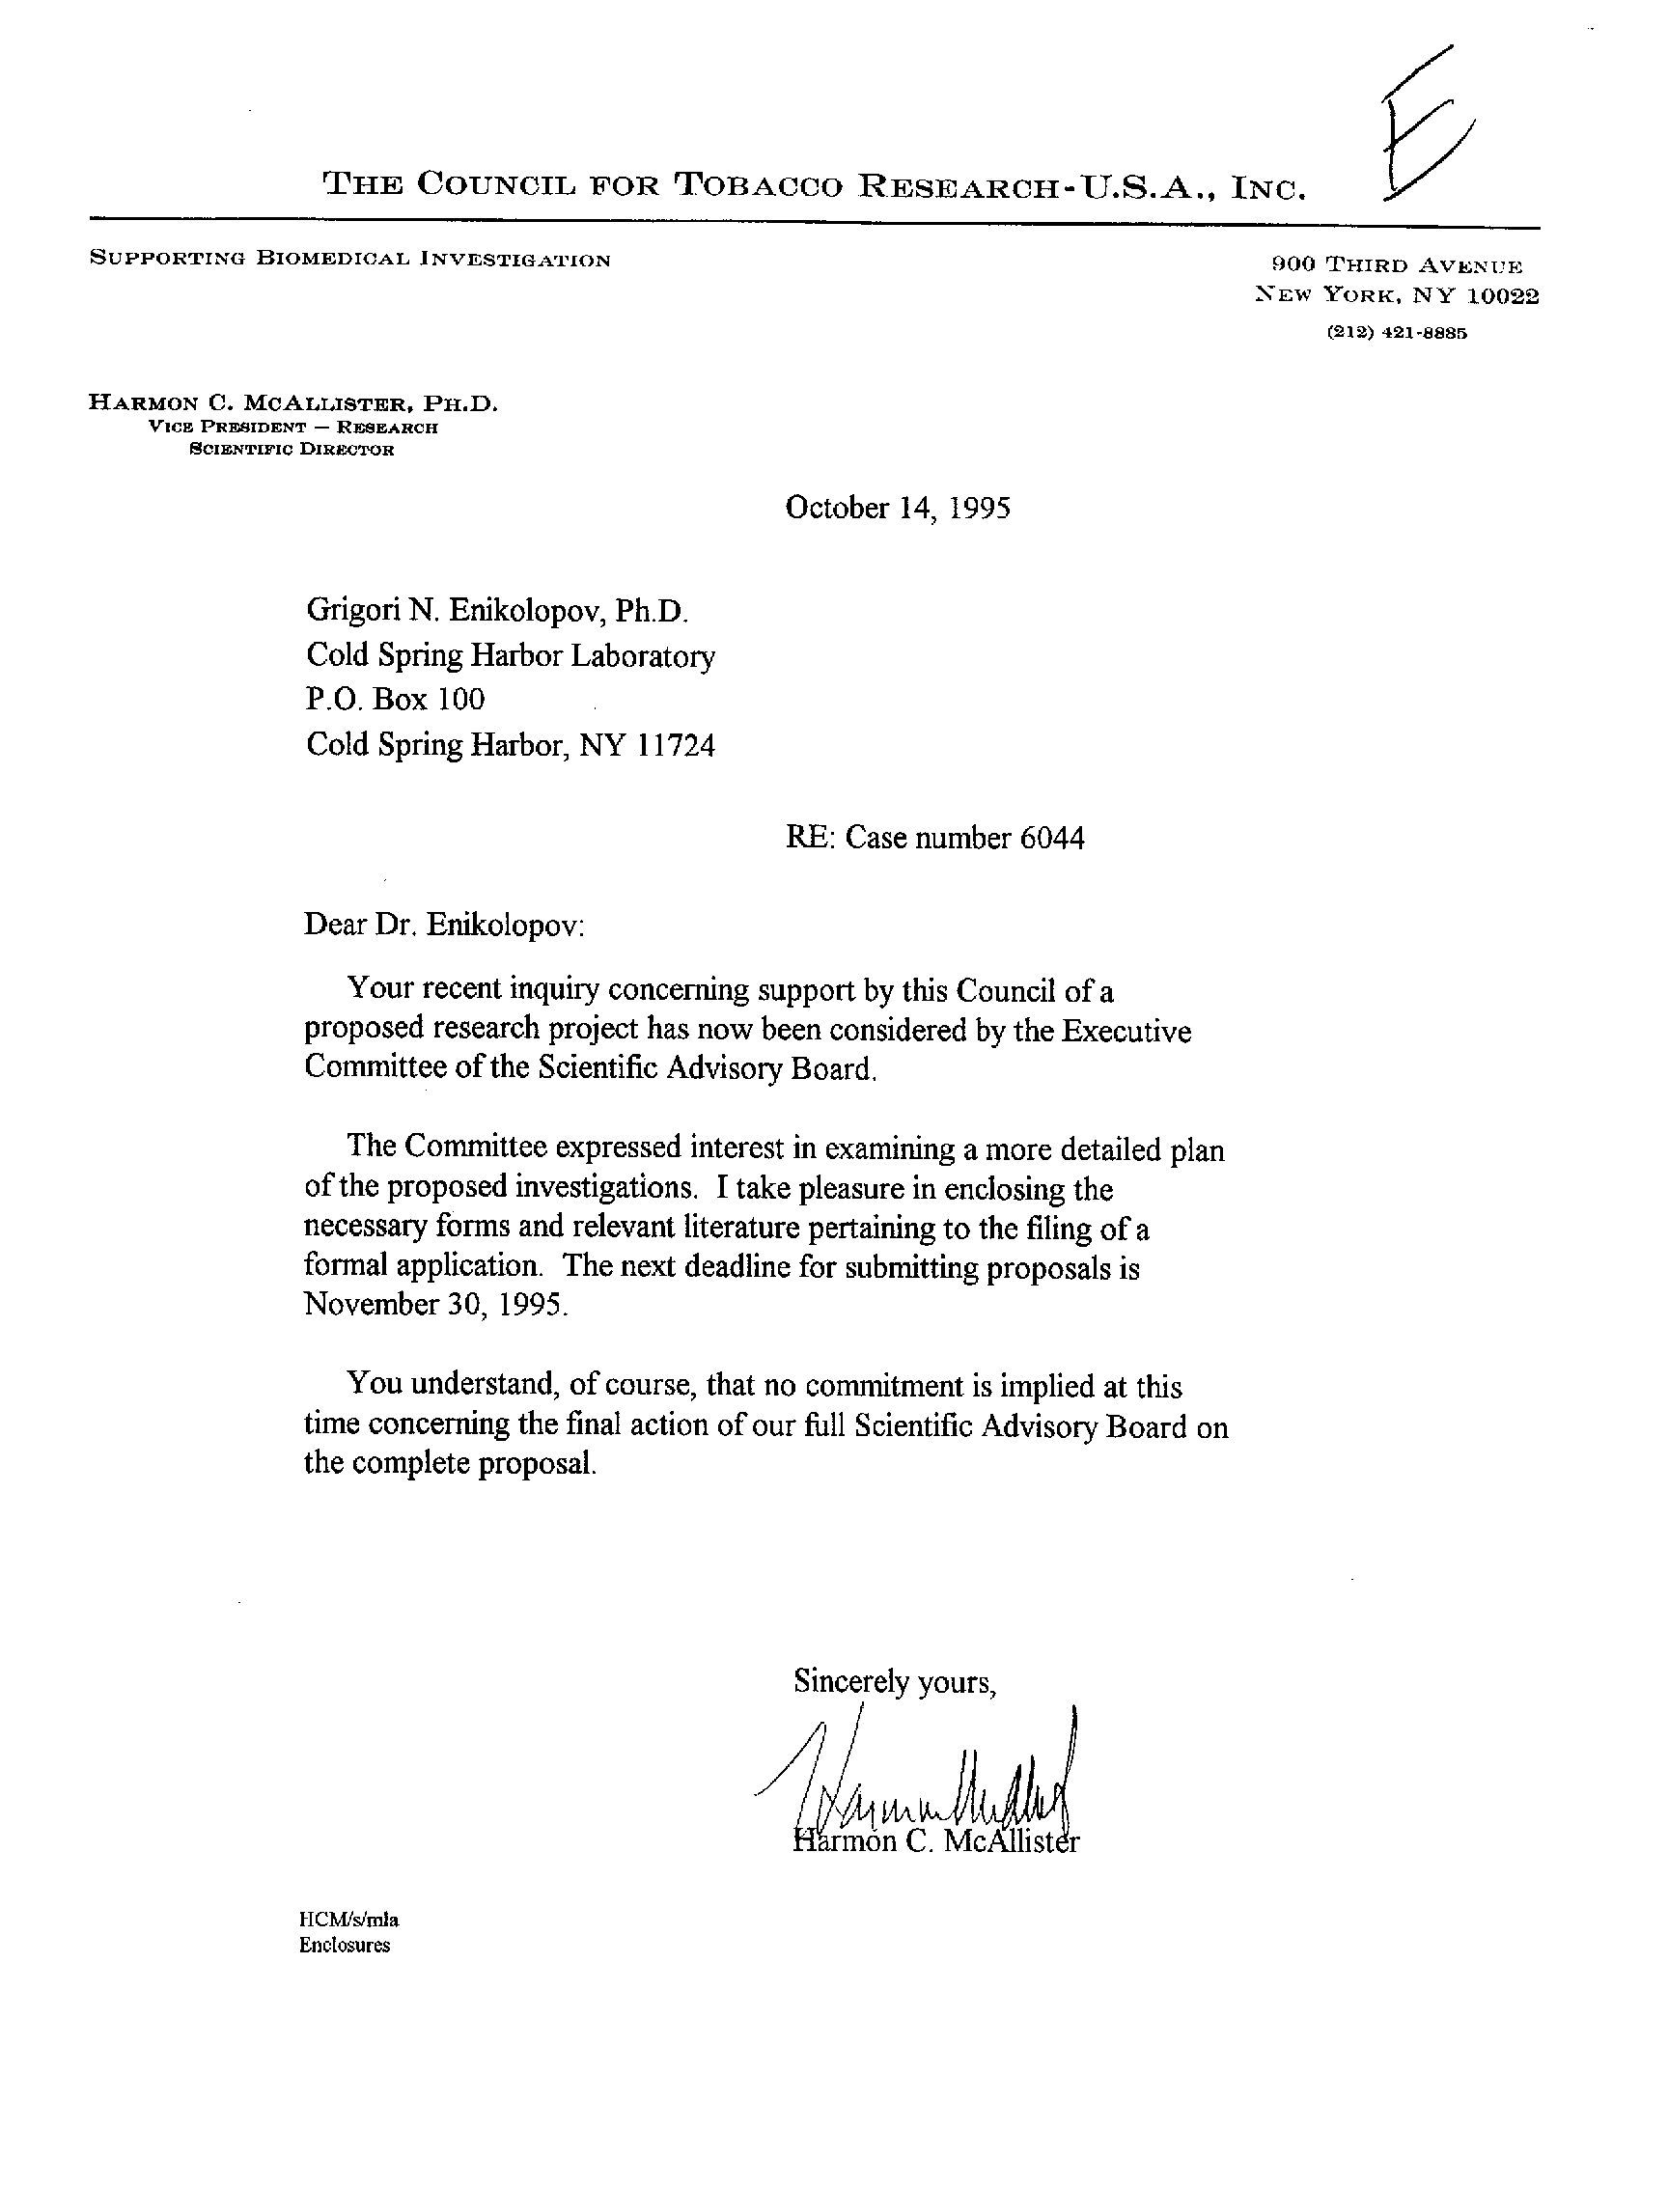 E
THE COUNCIL FOR TOBACCO RESEARCH-U.S.A., INC.
SUPPORTING BIOMEDICAL INVESTIGATION
900 THIRD AVENUE
NEW YORK, NY 10022
(212) 421-8885
HARMON C. MCALLISTER, PH.D.
VICE PRESIDENT — RESEARCH
SCIENTIFIC DIRECTOR
October 14, 1995
Grigori N. Enikolopov, Ph.D.
Cold Spring Harbor Laboratory
P.O. Box 100
Cold Spring Harbor, NY 11724
RE: Case number 6044
Dear Dr. Enikolopov:
Your recent inquiry concerning support by this Council of a
proposed research project has now been considered by the Executive
Committee of the Scientific Advisory Board.
The Committee expressed interest in examining a more detailed plan
of the proposed investigations. I take pleasure in enclosing the
necessary forms and relevant literature pertaining to the filing of a
formal application. The next deadline for submitting proposals is
November 30, 1995.
You understand, of course, that no commitment is implied at this
time concerning the final action of our full Scientific Advisory Board on
the complete proposal.
Sincerely yours,
Harmon C. McAllister
HCM/s/mla
Enclosures